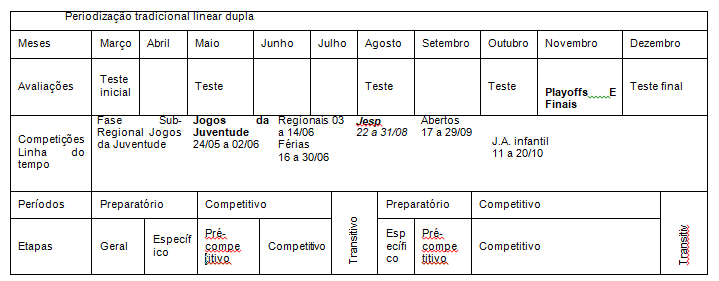 Periodização tradicional linear dupla
Meses Março Abril Maio Junho Julho Agosto Setembro Outubro Novembro Dezembro
Avaliações Teste inicial Teste Teste Teste Playoffs E Finais Teste final
Competições Linha do tempo
Fase Sub-Regional Jogos da Juventude
Jogos da Juventude
24/05 a 02/06
Regionais 03 a 14/06
Férias
16 a 30/06
Jesp
22 a 31/08
Abertos
17 a 29/09
J.A. infantil
11 a 20/10
Períodos Preparatório Competitivo Transitivo Preparatório Competitivo Transitiv
Etapas Geral Específico Pré-competitivo Competitivo Específico Pré-competitivo Competitivo